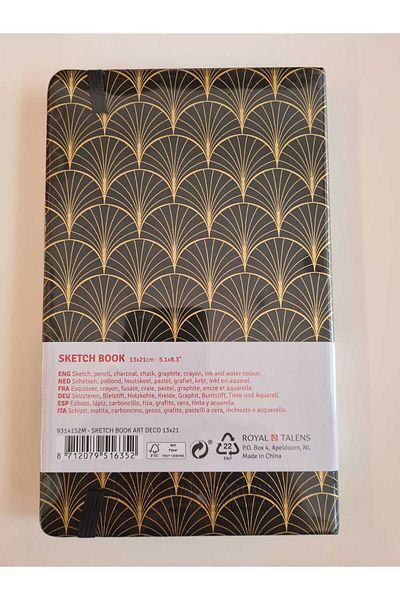 SKETCH BOOK 13x21cm - 5.1x8.3"
ENG Sketch, pencil, charcoal, chalk, graphite, crayon, ink and water colour.
NED Schetsen, potlood, houtskool, pastel, grafiet, krijt, inkt en aquarel.
FRA Esquisser, crayon, fusain, craie, pastel, graphite, encre et aquarelle.
DEU Skizzieren, Bleistift, Holzkohle, Kreide, Graphit, Buntstift, Tinte und Aquarell.
ESP Esbozo, lápiz, carboncillo, tiza, grafito, cera, tinta y acuarela.
ITA Schizzi, matita, carboncino, gesso, grafite, pastelli a cera, inchiostro e acquerello.
9314152M - SKETCH BOOK ART DECO 13x21
8 712079 516352
FSC
MIX
Paper
22
PAP
ROYAL TALENS
P.O. Box 4, Apeldoorn, NL
Made in China